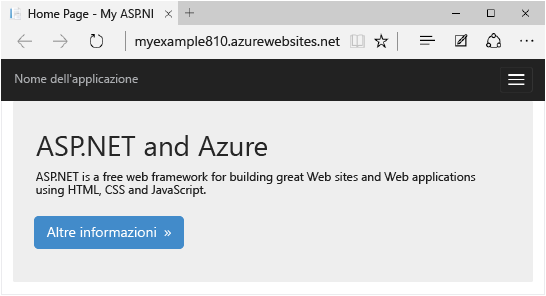 Home Page - My ASP.NI
myexample810.azurewebsites.net
Nome dell'applicazione
ASP.NET and Azure
ASP.NET is a free web framework for building great Web sites and Web applications
using HTML, CSS and JavaScript.
Altre informazioni »